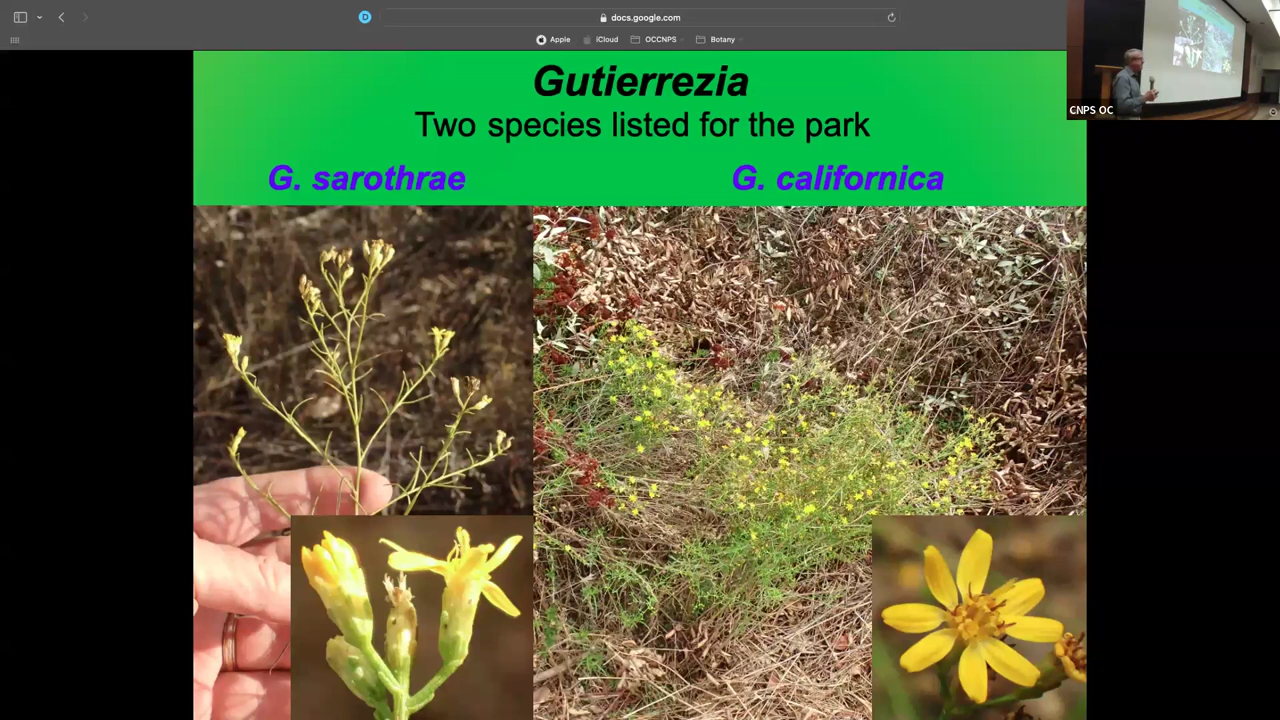 docs.google.com
Apple
iCloud
OCCNPS
Botany
Gutierrezia
Two species listed for the park
G. sarothrae
G. californica
CNPS OC